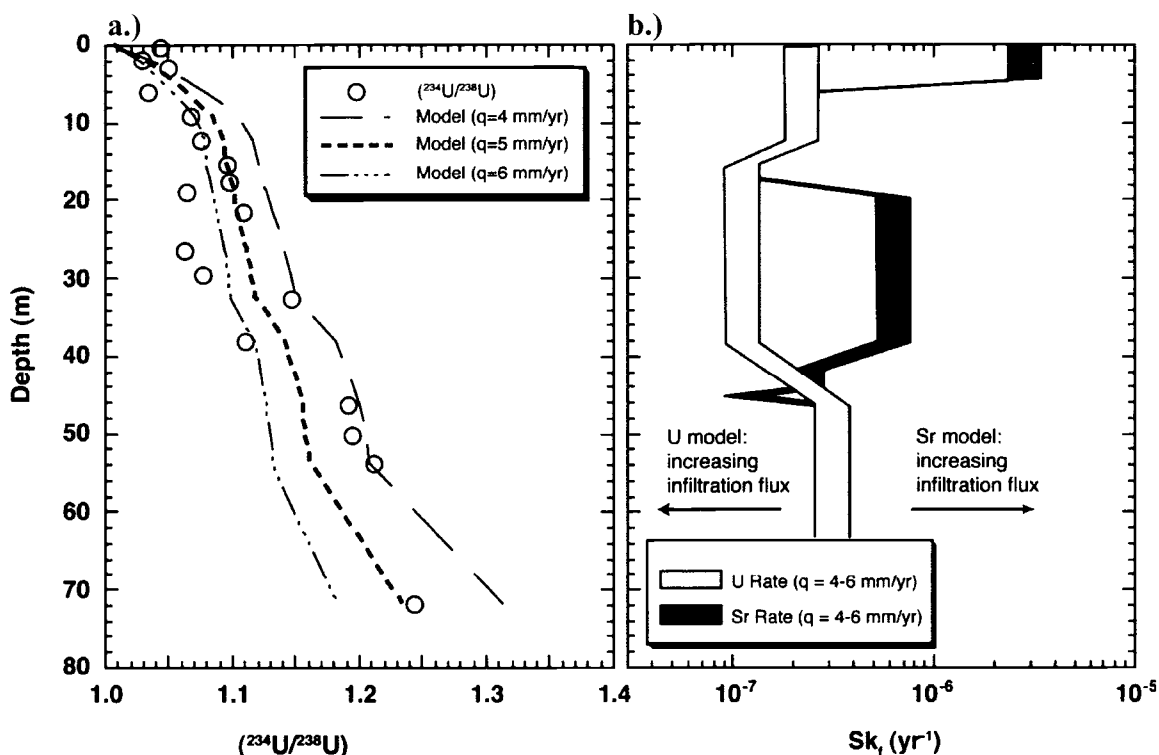 a.)
0
10
20
30
40
50
60
70
80
Depth (m)
1.0 1.1 1.2 1.3 1.4
(²³⁴U/²³⁸U)
(²³⁴U/²³⁸U)
Model (q=4 mm/yr)
Model (q=5 mm/yr)
Model (q=6 mm/yr)
b.)
U model:
increasing
infiltration flux
Sr model:
increasing
infiltration flux
U Rate (q = 4-6 mm/yr)
Sr Rate (q = 4-6 mm/yr)
10⁻⁷ 10⁻⁶ 10⁻⁵
Skf (yr⁻¹)